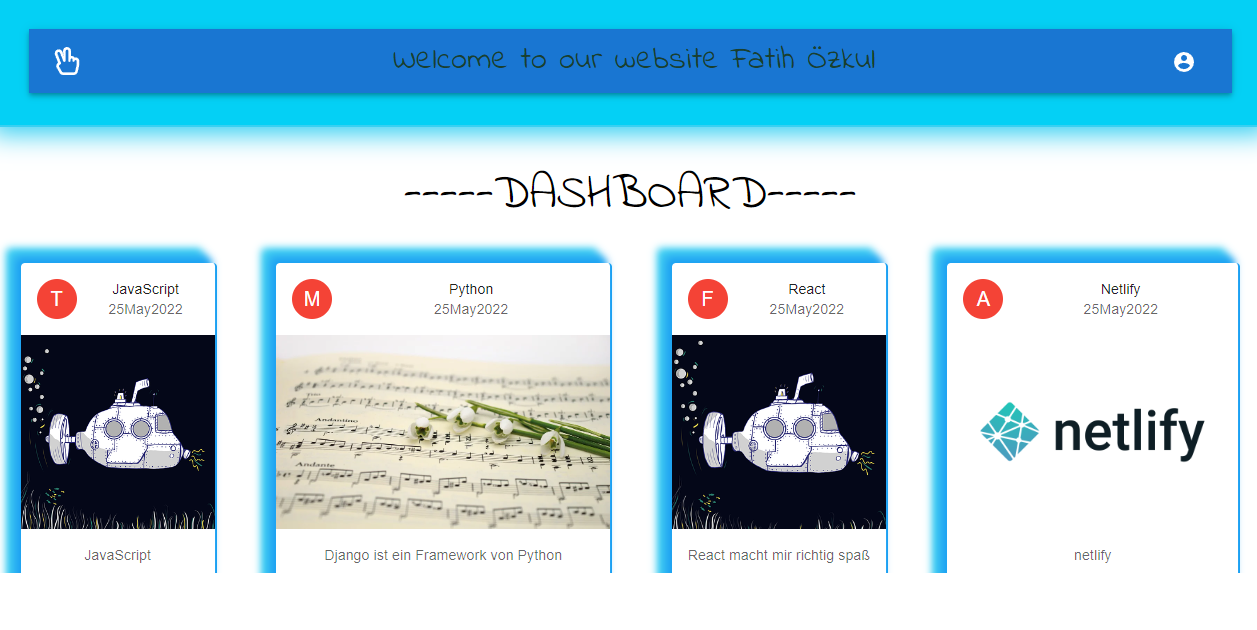 Welcome to our website Fatih Özkul
-----DASHBOARD-----
T
JavaScript
25May2022
JavaScript
M
Python
25May2022
Andantino
Andante
Django ist ein Framework von Python
F
React
25May2022
React macht mir richtig spaß
A
Netlify
25May2022
netlify
netlify